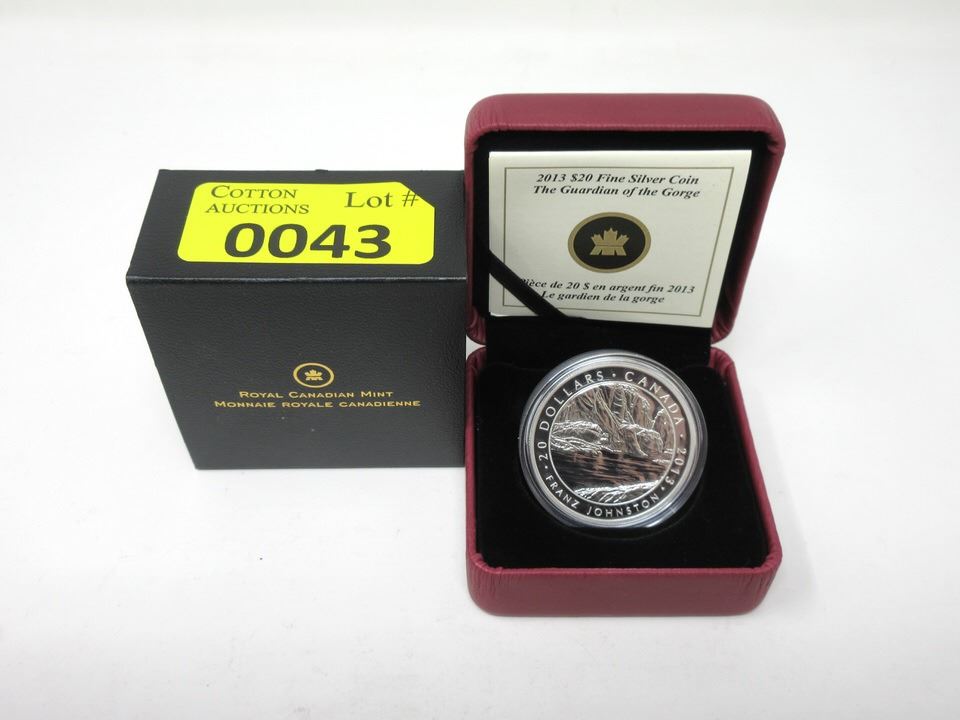 COTTON AUCTIONS
Lot #
0043
ROYAL CANADIAN MINT
MONNAIE ROYALE CANADIENNE
2013 $20 Fine Silver Coin
The Guardian of the Gorge
de 20 $ en argent fin 2013
Le gardien de la gorge
20 DOLLARS · CANADA · 2013 ·
FRANZ JOHNSTON